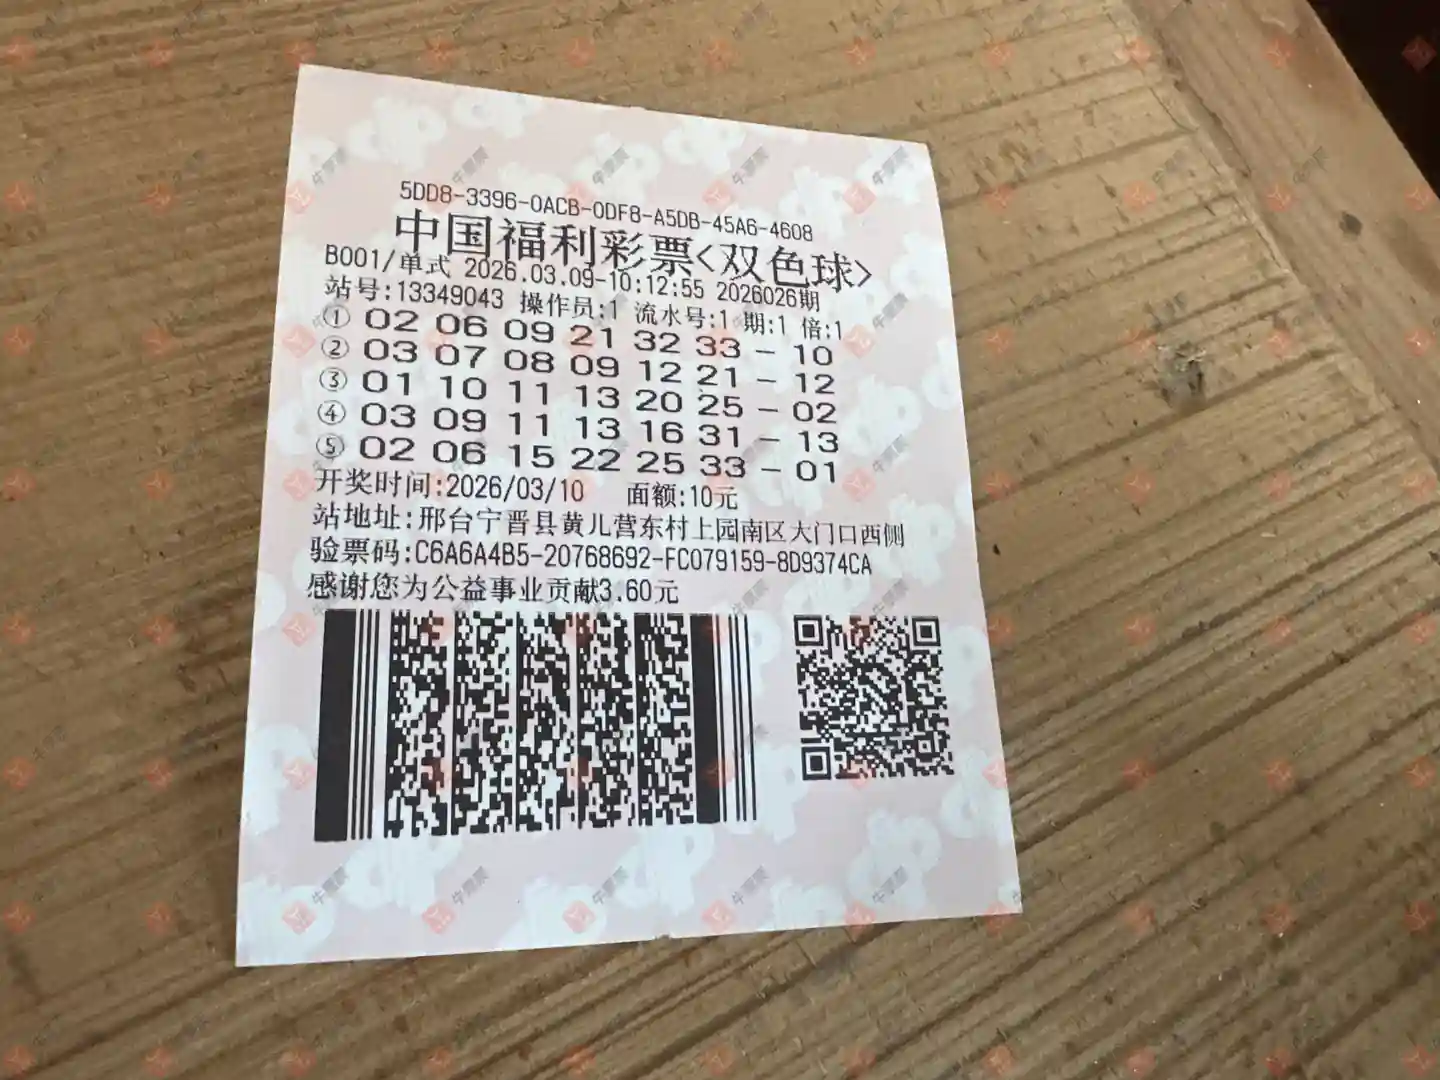 5DD8-3396-0ACB-0DF8-A5DB-45A6-4608
中国福利彩票<双色球>
B001/单式 2026.03.09-10:12:55 2026026期
站号:13349043 操作员:1 流水号:1 期:1 倍:1
① 02 06 09 21 32 33 - 10
② 03 07 08 09 12 21 - 12
③ 01 10 11 13 20 25 - 02
④ 03 09 11 13 16 31 - 13
⑤ 02 06 15 22 25 33 - 01
开奖时间:2026/03/10 面额:10元
站地址:邢台宁晋县黄儿营东村上园南区大门口西侧
验票码:C6A6A4B5-20768692-FC079159-8D9374CA
感谢您为公益事业贡献3.60元